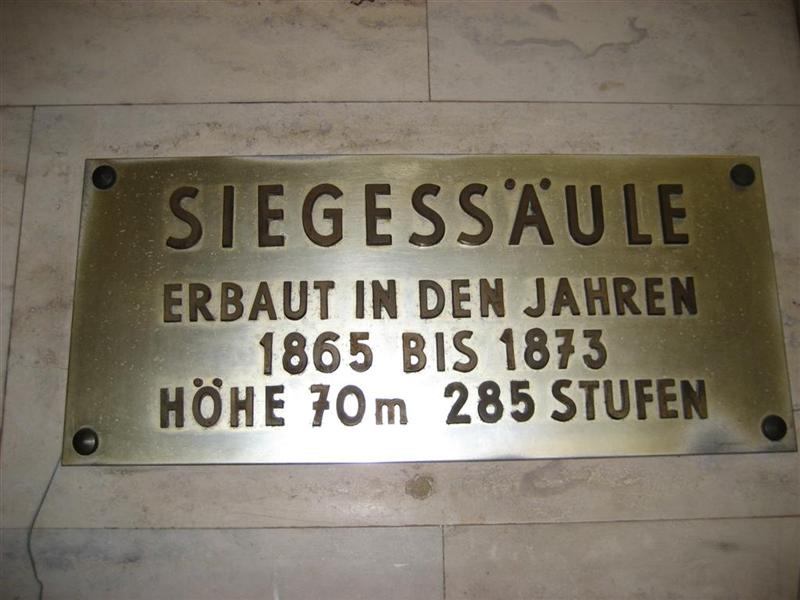 SIEGESSÄULE
ERBAUT IN DEN JAHREN
1865 BIS 1873
HÖHE 70m 285 STUFEN